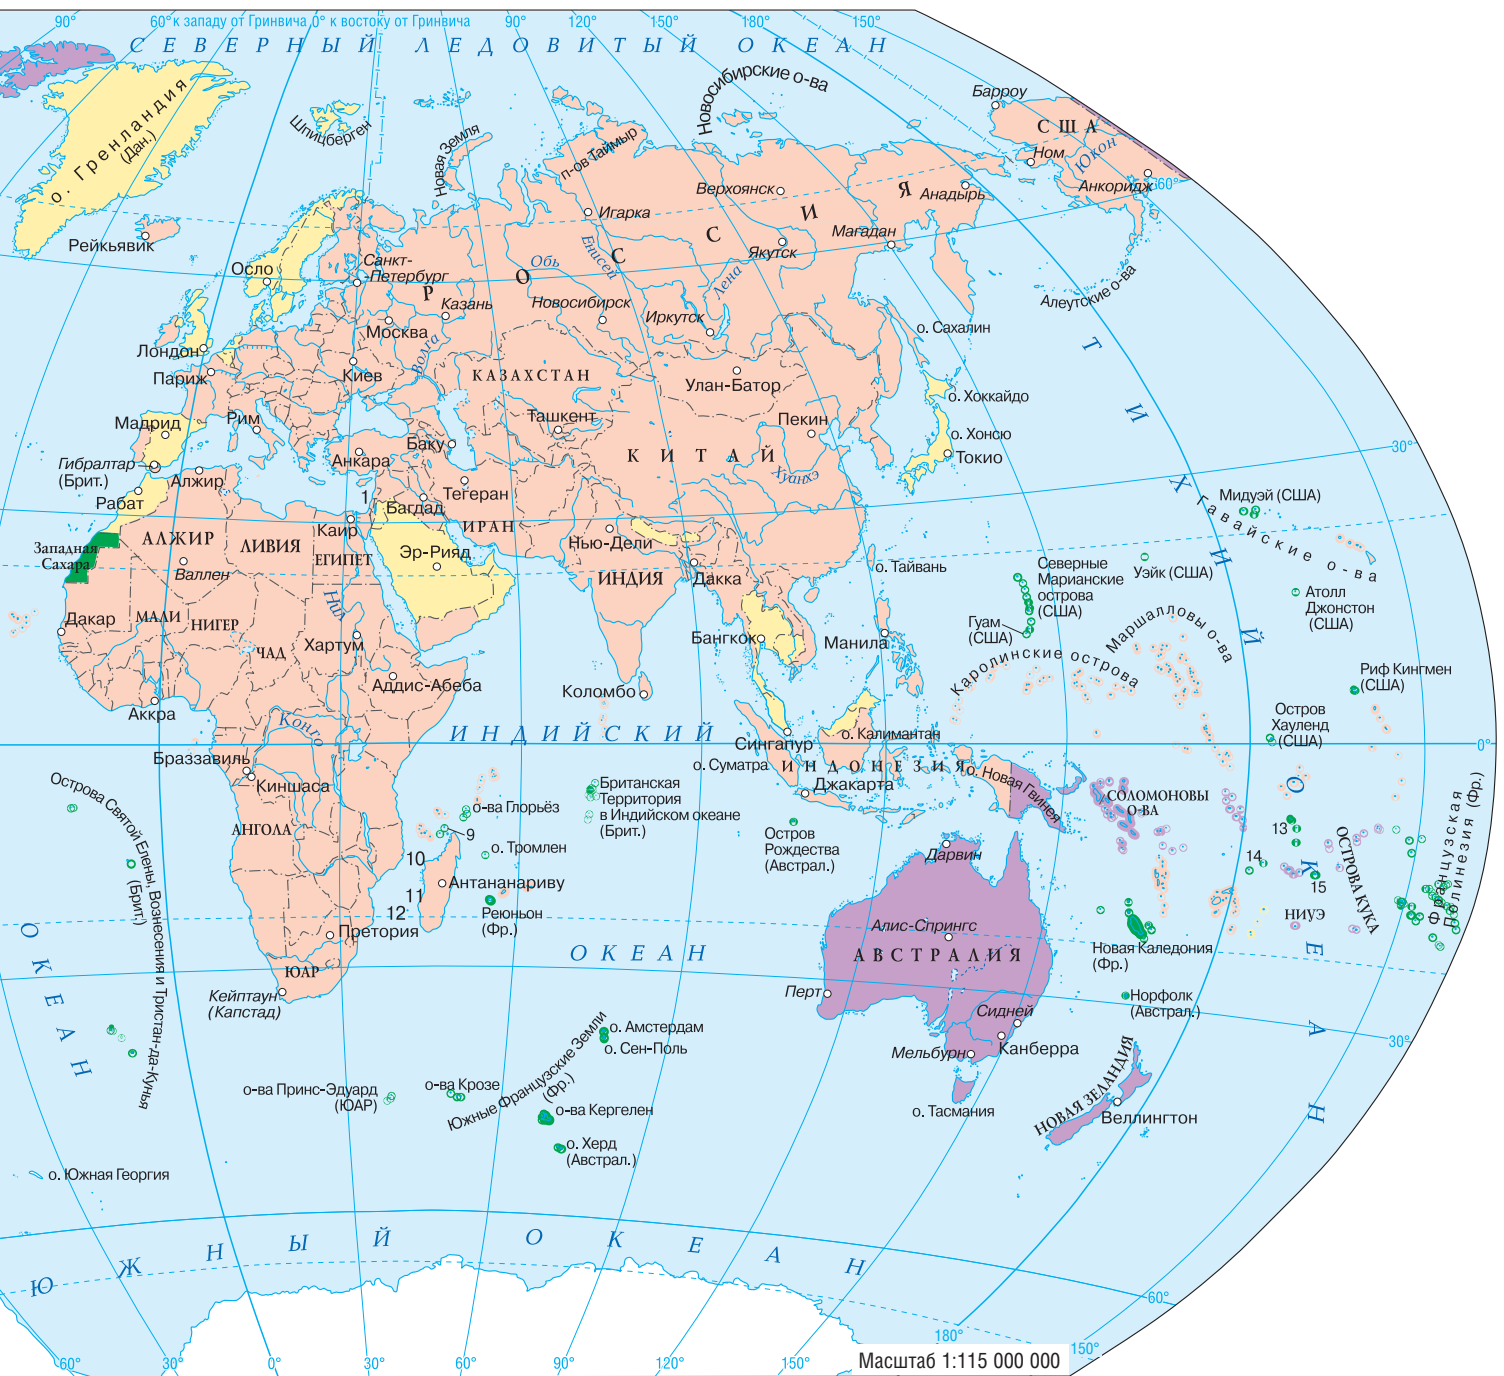 90°
60° к западу от Гринвича 0° к востоку от Гринвича
90°
120°
150°
180°
150°
СЕВЕРНЫЙ ЛЕДОВИТЫЙ ОКЕАН
о. Гренландия
(Дан.)
Шпицберген
Новая Земля
п-ов Таймыр
Новосибирские о-ва
Барроу
США
Ном
Юкон
Анкоридж
60°
Рейкьявик
Верхоянск
Анадырь
Игарка
РОССИЯ
Магадан
Якутск
Осло
Санкт-
-Петербург
Обь
Енисей
Лена
Алеутские о-ва
Казань
Новосибирск
Иркутск
Москва
о. Сахалин
Лондон
Париж
Киев
Волга
КАЗАХСТАН
Улан-Батор
о. Хоккайдо
Мадрид
Рим
Ташкент
Пекин
Баку
о. Хонсю
Токио
Анкара
КИТАЙ
Хуанхэ
30°
Гибралтар
(Брит.)
Алжир
Рабат
1
Тегеран
Багдад
Мидуэй (США)
Гавайские о-ва
Каир
ИРАН
Западная
Сахара
АЛЖИР
ЛИВИЯ
ЕГИПЕТ
Эр-Рияд
Нью-Дели
Валлен
ИНДИЯ
Дакка
о. Тайвань
Северные
Марианские
острова
(США)
Уэйк (США)
Атолл
Джонстон
(США)
Дакар
МАЛИ
НИГЕР
Нил
ЧАД
Хартум
Бангкок
Манила
Гуам
(США)
Маршалловы о-ва
Каролинские острова
Аддис-Абеба
Коломбо
Риф Кингмен
(США)
Аккра
Конго
ИНДИЙСКИЙ
ОКЕАН
Сингапур
о. Калимантан
Остров
Хауленд
(США)
0°
Браззавиль
Киншаса
о. Суматра
ИНДОНЕЗИЯ
Джакарта
о. Новая Гвинея
СОЛОМОНОВЫ
О-ВА
ТИХИЙ ОКЕАН
Острова Святой Елены, Вознесения и Тристан-да-Кунья
(Брит.)
АНГОЛА
о-ва Глорьёз
9
Британская
Территория
в Индийском океане
(Брит.)
Остров
Рождества
(Австрал.)
10
о. Тромлен
11
Антананариву
12
Реюньон
(Фр.)
Дарвин
13
14
15
ОСТРОВА КУКА
Французская
Полинезия (Фр.)
НИУЭ
Претория
Алис-Спрингс
АВСТРАЛИЯ
Новая Каледония
(Фр.)
ЮАР
Кейптаун
(Капстад)
Перт
Сидней
Норфолк
(Австрал.)
ОКЕАН
о. Амстердам
о. Сен-Поль
Мельбурн
Канберра
30°
о-ва Принс-Эдуард
(ЮАР)
о-ва Крозе
Южные Французские Земли
(Фр.)
о-ва Кергелен
о. Херд
(Австрал.)
о. Тасмания
НОВАЯ ЗЕЛАНДИЯ
Веллингтон
о. Южная Георгия
ЮЖНЫЙ ОКЕАН
60°
60°
30°
0°
30°
60°
90°
120°
150°
180°
150°
Масштаб 1:115 000 000